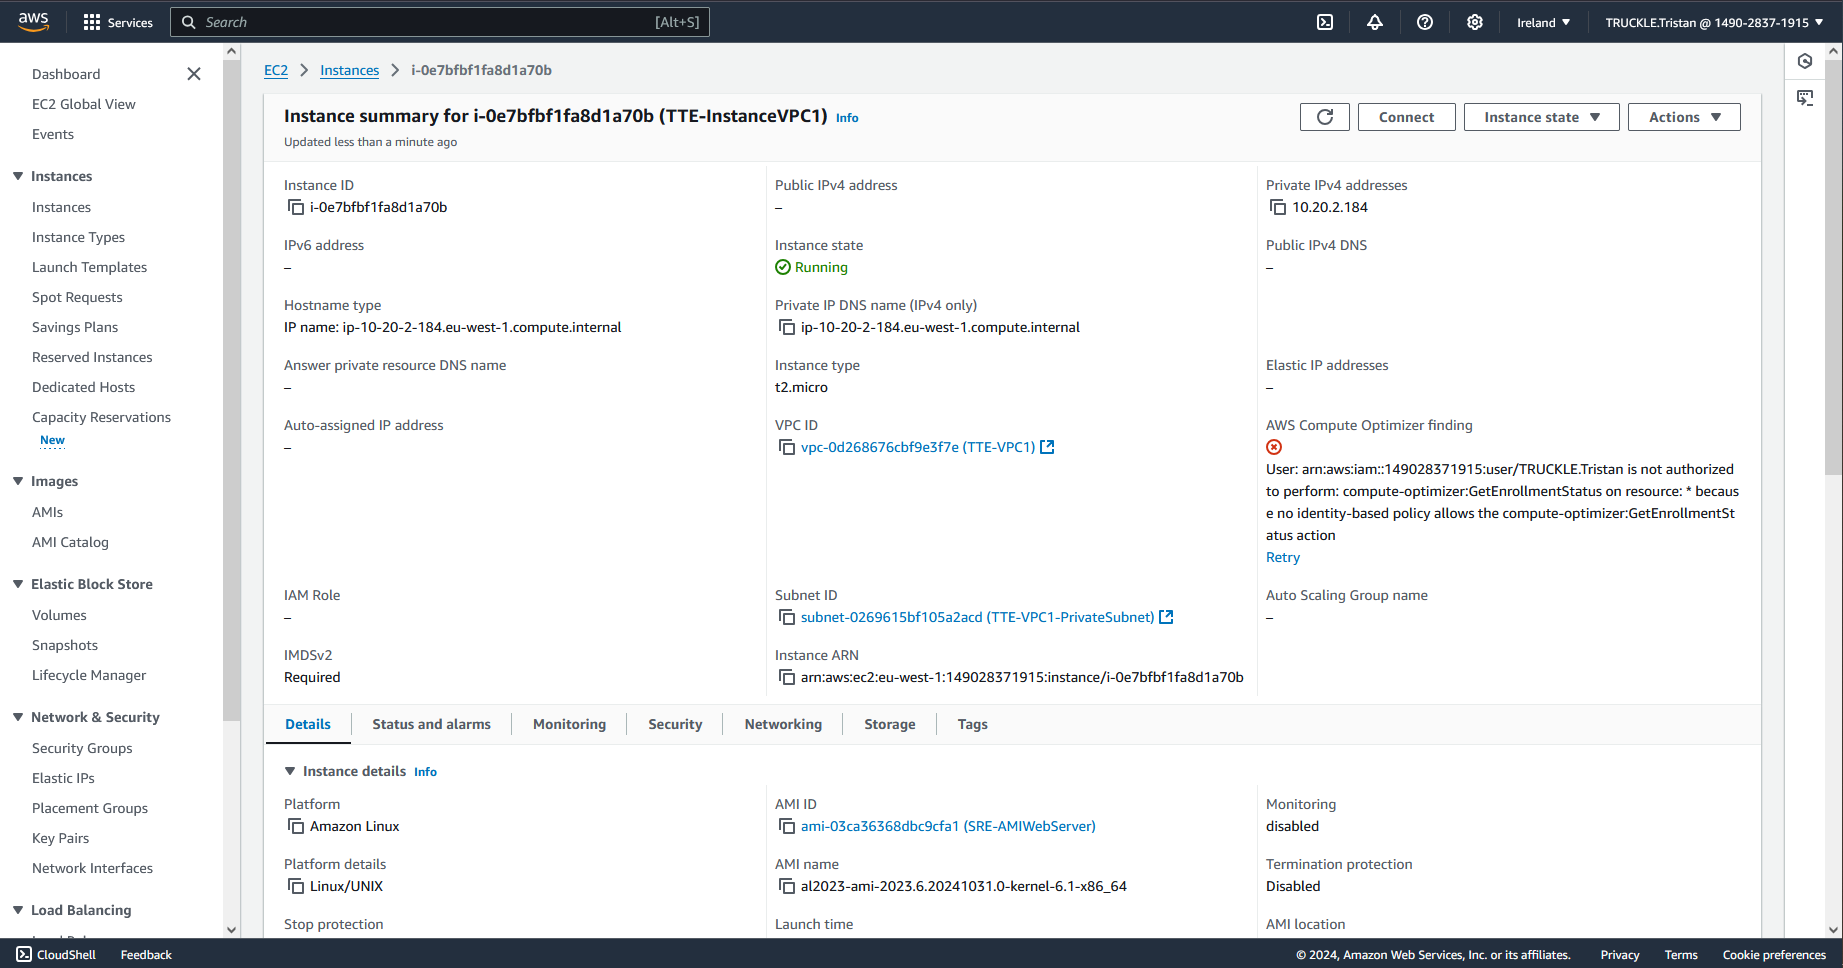 aws
Services
Search
[Alt+S]
Ireland ▼
TRUCKLE.Tristan @ 1490-2837-1915 ▼
Dashboard
EC2 Global View
Events
Instances
Instances
Instance Types
Launch Templates
Spot Requests
Savings Plans
Reserved Instances
Dedicated Hosts
Capacity Reservations
New
Images
AMIs
AMI Catalog
Elastic Block Store
Volumes
Snapshots
Lifecycle Manager
Network & Security
Security Groups
Elastic IPs
Placement Groups
Key Pairs
Network Interfaces
Load Balancing
EC2 > Instances > i-0e7bfbf1fa8d1a70b
Instance summary for i-0e7bfbf1fa8d1a70b (TTE-InstanceVPC1) Info
Updated less than a minute ago
Connect
Instance state ▼
Actions ▼
Instance ID
i-0e7bfbf1fa8d1a70b
Public IPv4 address
–
Private IPv4 addresses
10.20.2.184
IPv6 address
–
Instance state
Running
Public IPv4 DNS
–
Hostname type
IP name: ip-10-20-2-184.eu-west-1.compute.internal
Private IP DNS name (IPv4 only)
ip-10-20-2-184.eu-west-1.compute.internal
Answer private resource DNS name
–
Instance type
t2.micro
Elastic IP addresses
–
Auto-assigned IP address
–
VPC ID
vpc-0d268676cbf9e3f7e (TTE-VPC1)
AWS Compute Optimizer finding
User: arn:aws:iam::149028371915:user/TRUCKLE.Tristan is not authorized
to perform: compute-optimizer:GetEnrollmentStatus on resource: * becaus
e no identity-based policy allows the compute-optimizer:GetEnrollmentSt
atus action
Retry
IAM Role
–
Subnet ID
subnet-0269615bf105a2acd (TTE-VPC1-PrivateSubnet)
Auto Scaling Group name
–
IMDSv2
Required
Instance ARN
arn:aws:ec2:eu-west-1:149028371915:instance/i-0e7bfbf1fa8d1a70b
Details
Status and alarms
Monitoring
Security
Networking
Storage
Tags
Instance details Info
Platform
Amazon Linux
AMI ID
ami-03ca36368dbc9cfa1 (SRE-AMIWebServer)
Monitoring
disabled
Platform details
Linux/UNIX
AMI name
al2023-ami-2023.6.20241031.0-kernel-6.1-x86_64
Termination protection
Disabled
Stop protection
Launch time
AMI location
CloudShell
Feedback
© 2024, Amazon Web Services, Inc. or its affiliates.
Privacy
Terms
Cookie preferences